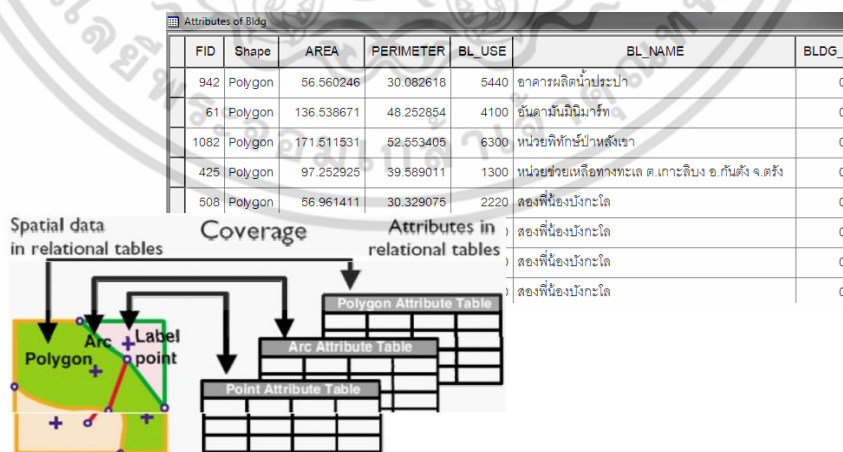 Attributes of Bldg
FID Shape AREA PERIMETER BL_USE BL_NAME BLDG_
942 Polygon 56.560246 30.082618 5440 อาคารผลิตน้ำประปา 0
61 Polygon 136.538671 48.252854 4100 อันดามันมินิมาร์ท 0
1082 Polygon 171.511531 52.553405 6300 หน่วยพิทักษ์ป่าหลังเขา 0
425 Polygon 97.252925 39.589011 1300 หน่วยช่วยเหลือทางทะเล ต.เกาะลิบง อ.กันตัง จ.ตรัง 0
508 Polygon 56.961411 30.329075 2220 สองพี่น้องบังกะโล 0
สองพี่น้องบังกะโล 0
สองพี่น้องบังกะโล 0
สองพี่น้องบังกะโล 0
Spatial data
in relational tables
Coverage
Attributes in
relational tables
Polygon Attribute Table
Arc Attribute Table
Point Attribute Table
Arc
Label
point
Polygon